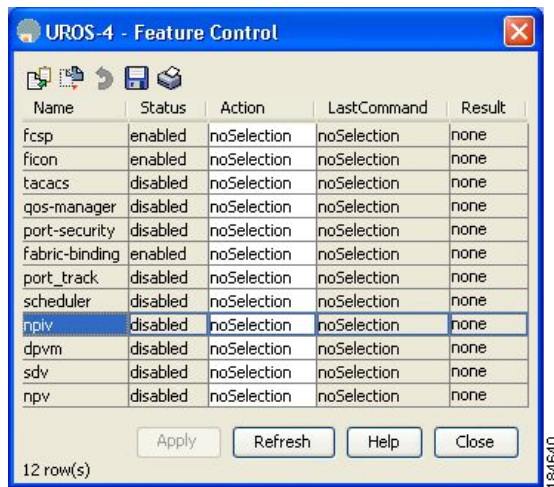 UROS-4 - Feature Control
Name Status Action LastCommand Result
fcsp enabled noSelection noSelection none
ficon enabled noSelection noSelection none
tacacs disabled noSelection noSelection none
qos-manager disabled noSelection noSelection none
port-security disabled noSelection noSelection none
fabric-binding enabled noSelection noSelection none
port_track disabled noSelection noSelection none
scheduler disabled noSelection noSelection none
npiv disabled noSelection noSelection none
dpvm disabled noSelection noSelection none
sdv disabled noSelection noSelection none
npv disabled noSelection noSelection none
Apply Refresh Help Close
12 row(s)
184640